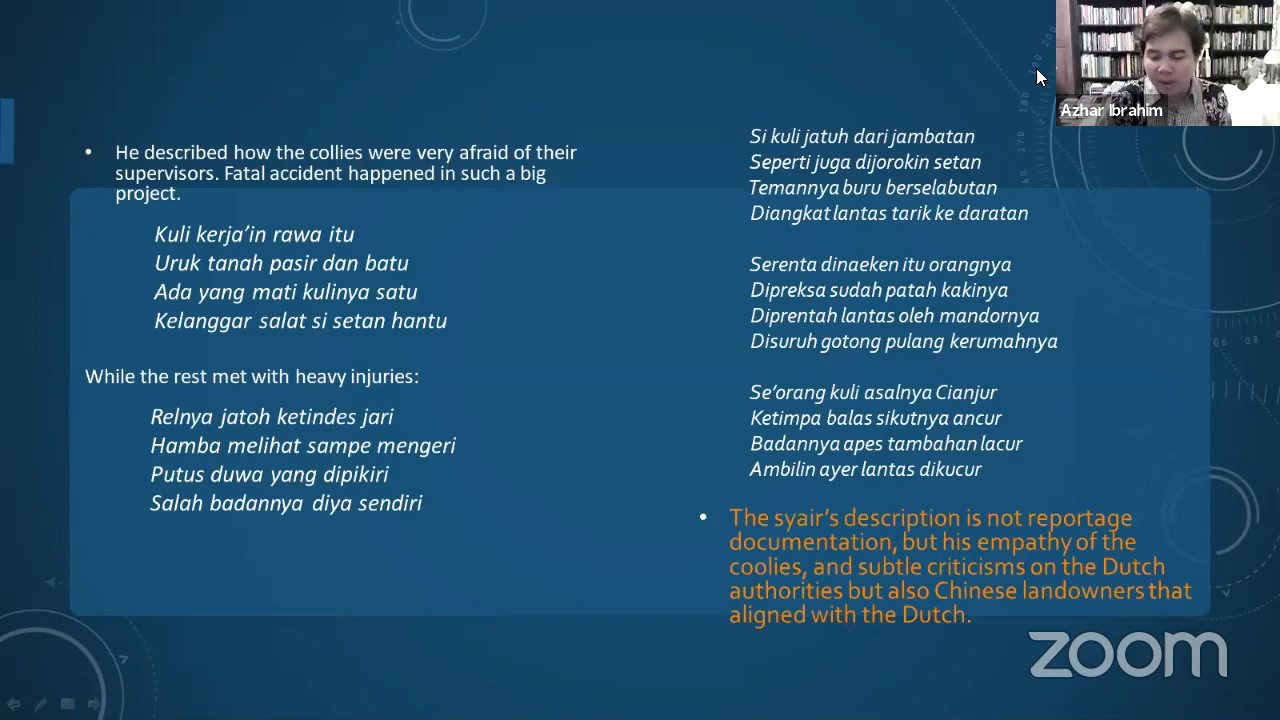 • He described how the collies were very afraid of their
supervisors. Fatal accident happened in such a big
project.
Kuli kerja’in rawa itu
Uruk tanah pasir dan batu
Ada yang mati kulinya satu
Kelanggar salat si setan hantu
While the rest met with heavy injuries:
Relnya jatoh ketindes jari
Hamba melihat sampe mengeri
Putus duwa yang dipikiri
Salah badannya diya sendiri
Si kuli jatuh dari jambatan
Seperti juga dijorokin setan
Temannya buru berselabutan
Diangkat lantas tarik ke daratan
Serenta dinaeken itu orangnya
Dipreksa sudah patah kakinya
Diprentah lantas oleh mandornya
Disuruh gotong pulang kerumahnya
Se’orang kuli asalnya Cianjur
Ketimpa balas sikutnya ancur
Badannya apes tambahan lacur
Ambilin ayer lantas dikucur
• The syair’s description is not reportage
documentation, but his empathy of the
coolies, and subtle criticisms on the Dutch
authorities but also Chinese landowners that
aligned with the Dutch.
Azhar Ibrahim
zoom